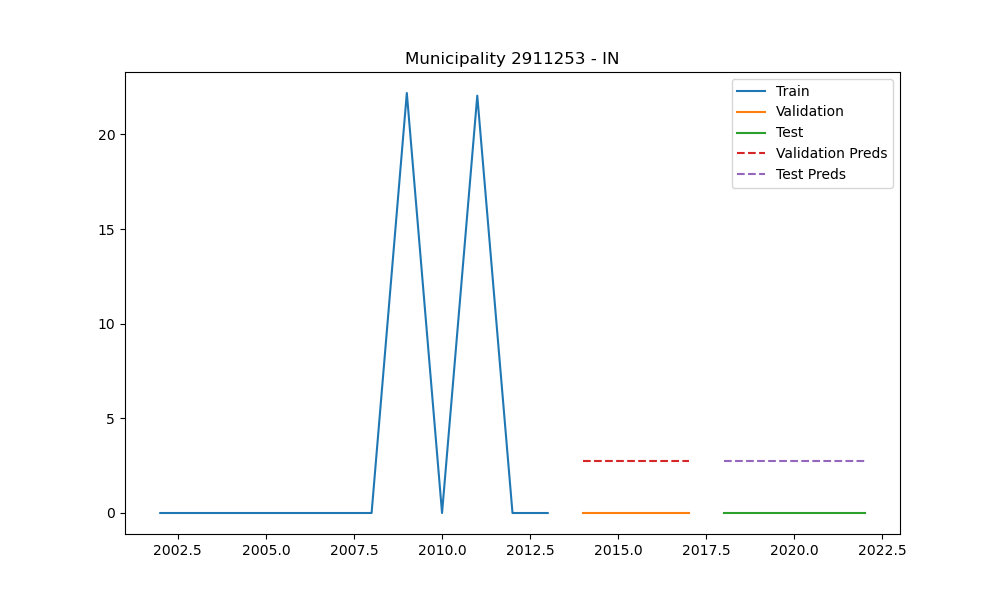 Municipality 2911253 - IN
Train
Validation
Test
Validation Preds
Test Preds
20
15
10
5
0
2002.5 2005.0 2007.5 2010.0 2012.5 2015.0 2017.5 2020.0 2022.5